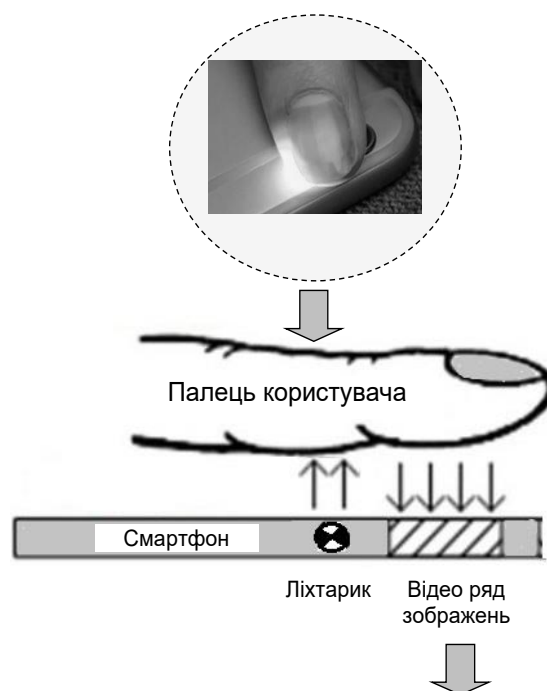 Палець користувача
Смартфон
Ліхтарик
Відео ряд
зображень